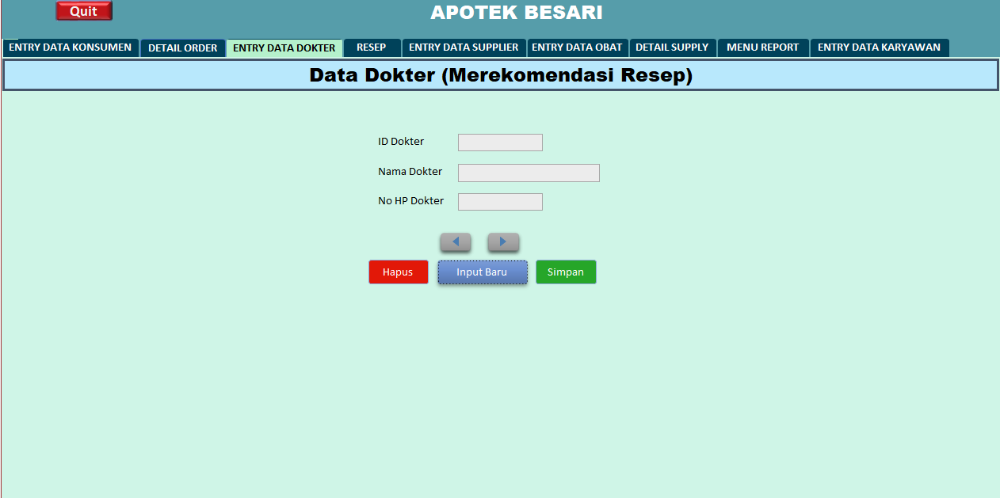 Quit
APOTEK BESARI
ENTRY DATA KONSUMEN DETAIL ORDER ENTRY DATA DOKTER RESEP ENTRY DATA SUPPLIER ENTRY DATA OBAT DETAIL SUPPLY MENU REPORT ENTRY DATA KARYAWAN
Data Dokter (Merekomendasi Resep)
ID Dokter
Nama Dokter
No HP Dokter
Hapus Input Baru Simpan